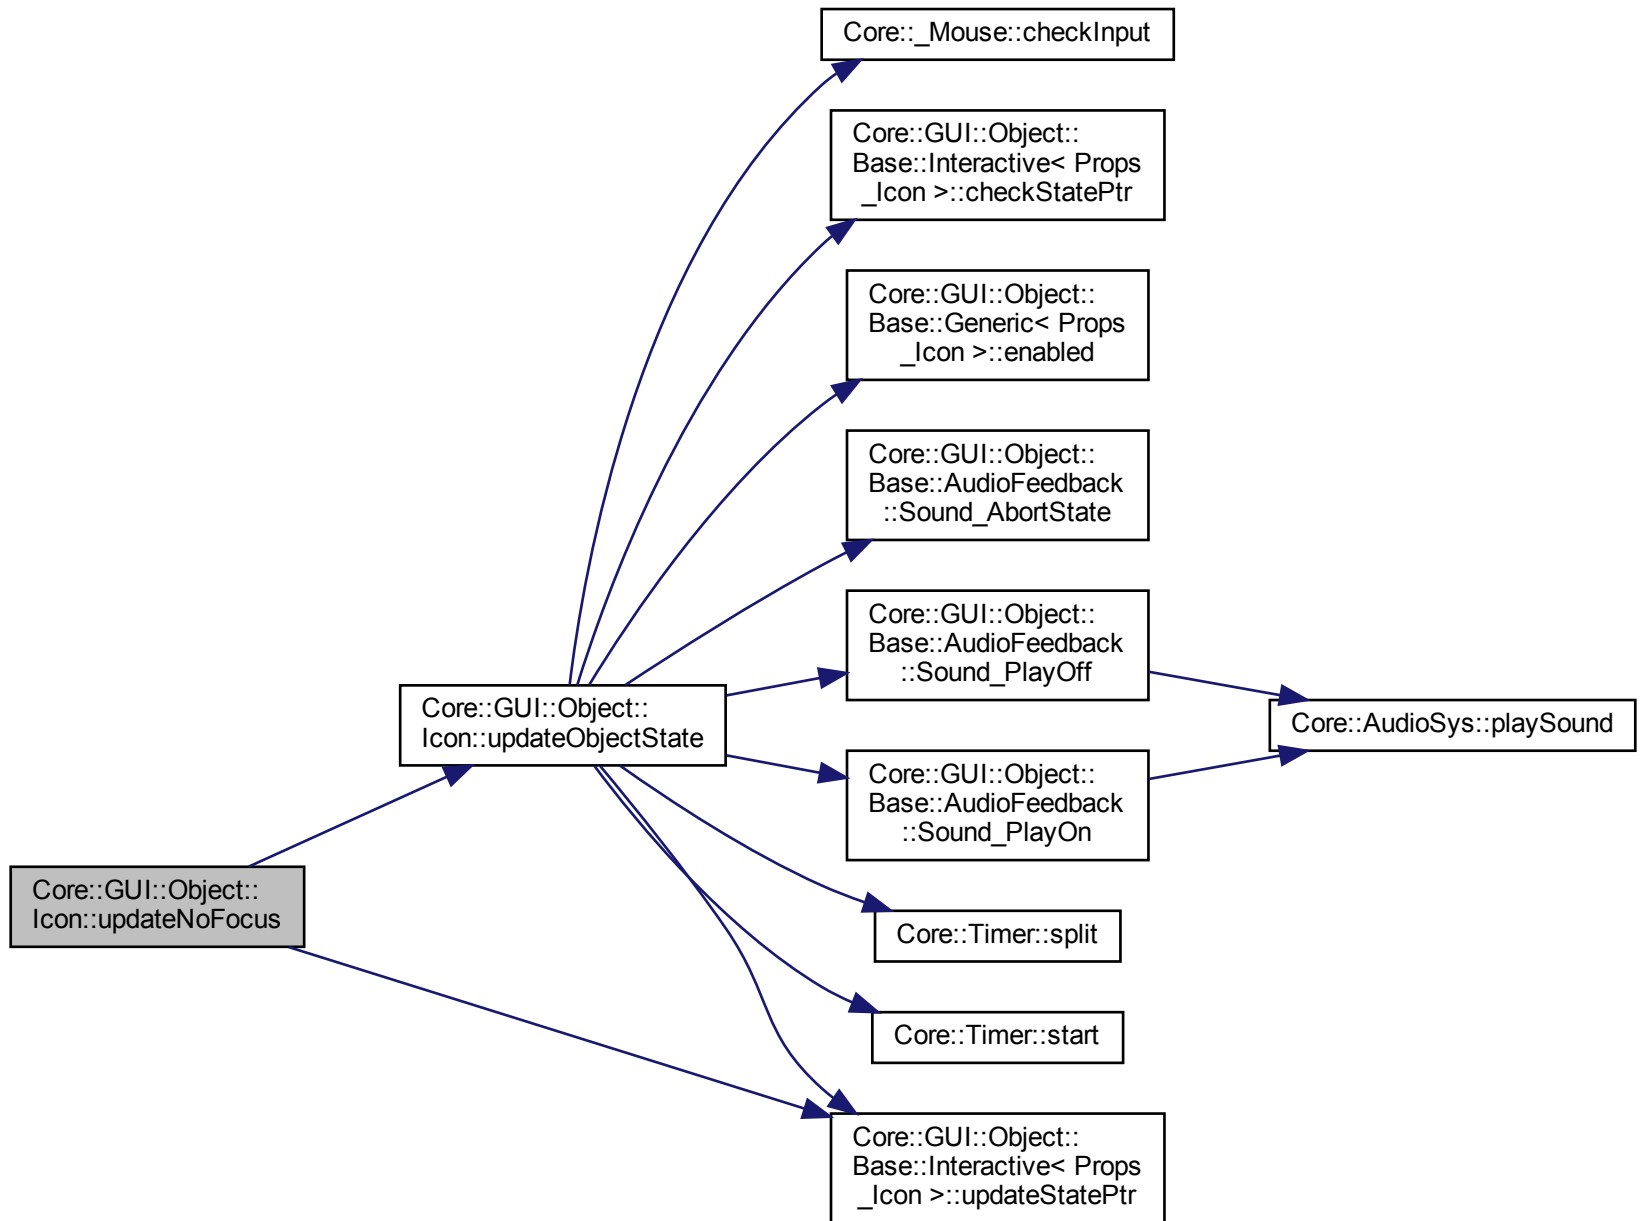 Core::_Mouse::checkInput
Core::GUI::Object::
Base::Interactive< Props
_Icon >::checkStatePtr
Core::GUI::Object::
Base::Generic< Props
_Icon >::enabled
Core::GUI::Object::
Base::AudioFeedback
::Sound_AbortState
Core::GUI::Object::
Base::AudioFeedback
::Sound_PlayOff
Core::GUI::Object::
Icon::updateObjectState
Core::AudioSys::playSound
Core::GUI::Object::
Base::AudioFeedback
::Sound_PlayOn
Core::GUI::Object::
Icon::updateNoFocus
Core::Timer::split
Core::Timer::start
Core::GUI::Object::
Base::Interactive< Props
_Icon >::updateStatePtr